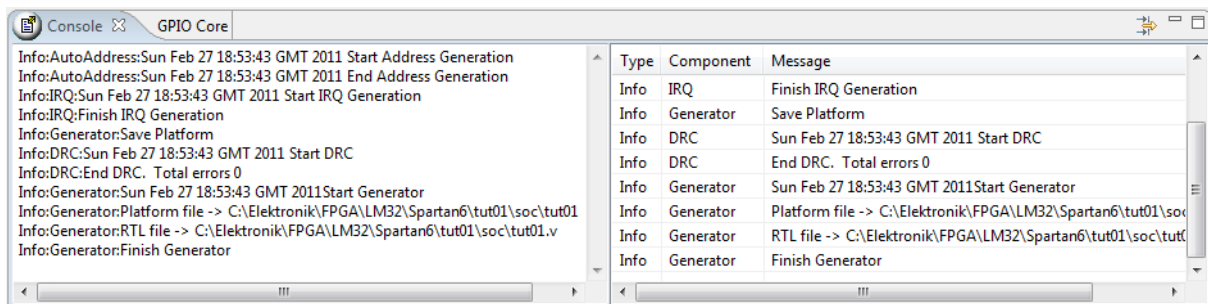 Console GPIO Core
Info:AutoAddress:Sun Feb 27 18:53:43 GMT 2011 Start Address Generation
Info:AutoAddress:Sun Feb 27 18:53:43 GMT 2011 End Address Generation
Info:IRQ:Sun Feb 27 18:53:43 GMT 2011 Start IRQ Generation
Info:IRQ:Finish IRQ Generation
Info:Generator:Save Platform
Info:DRC:Sun Feb 27 18:53:43 GMT 2011 Start DRC
Info:DRC:End DRC.  Total errors 0
Info:Generator:Sun Feb 27 18:53:43 GMT 2011Start Generator
Info:Generator:Platform file -> C:\Elektronik\FPGA\LM32\Spartan6\tut01\soc\tut01
Info:Generator:RTL file -> C:\Elektronik\FPGA\LM32\Spartan6\tut01\soc\tut01.v
Info:Generator:Finish Generator
Type Component Message
Info IRQ Finish IRQ Generation
Info Generator Save Platform
Info DRC Sun Feb 27 18:53:43 GMT 2011 Start DRC
Info DRC End DRC.  Total errors 0
Info Generator Sun Feb 27 18:53:43 GMT 2011Start Generator
Info Generator Platform file -> C:\Elektronik\FPGA\LM32\Spartan6\tut01\soc
Info Generator RTL file -> C:\Elektronik\FPGA\LM32\Spartan6\tut01\soc\tut0
Info Generator Finish Generator